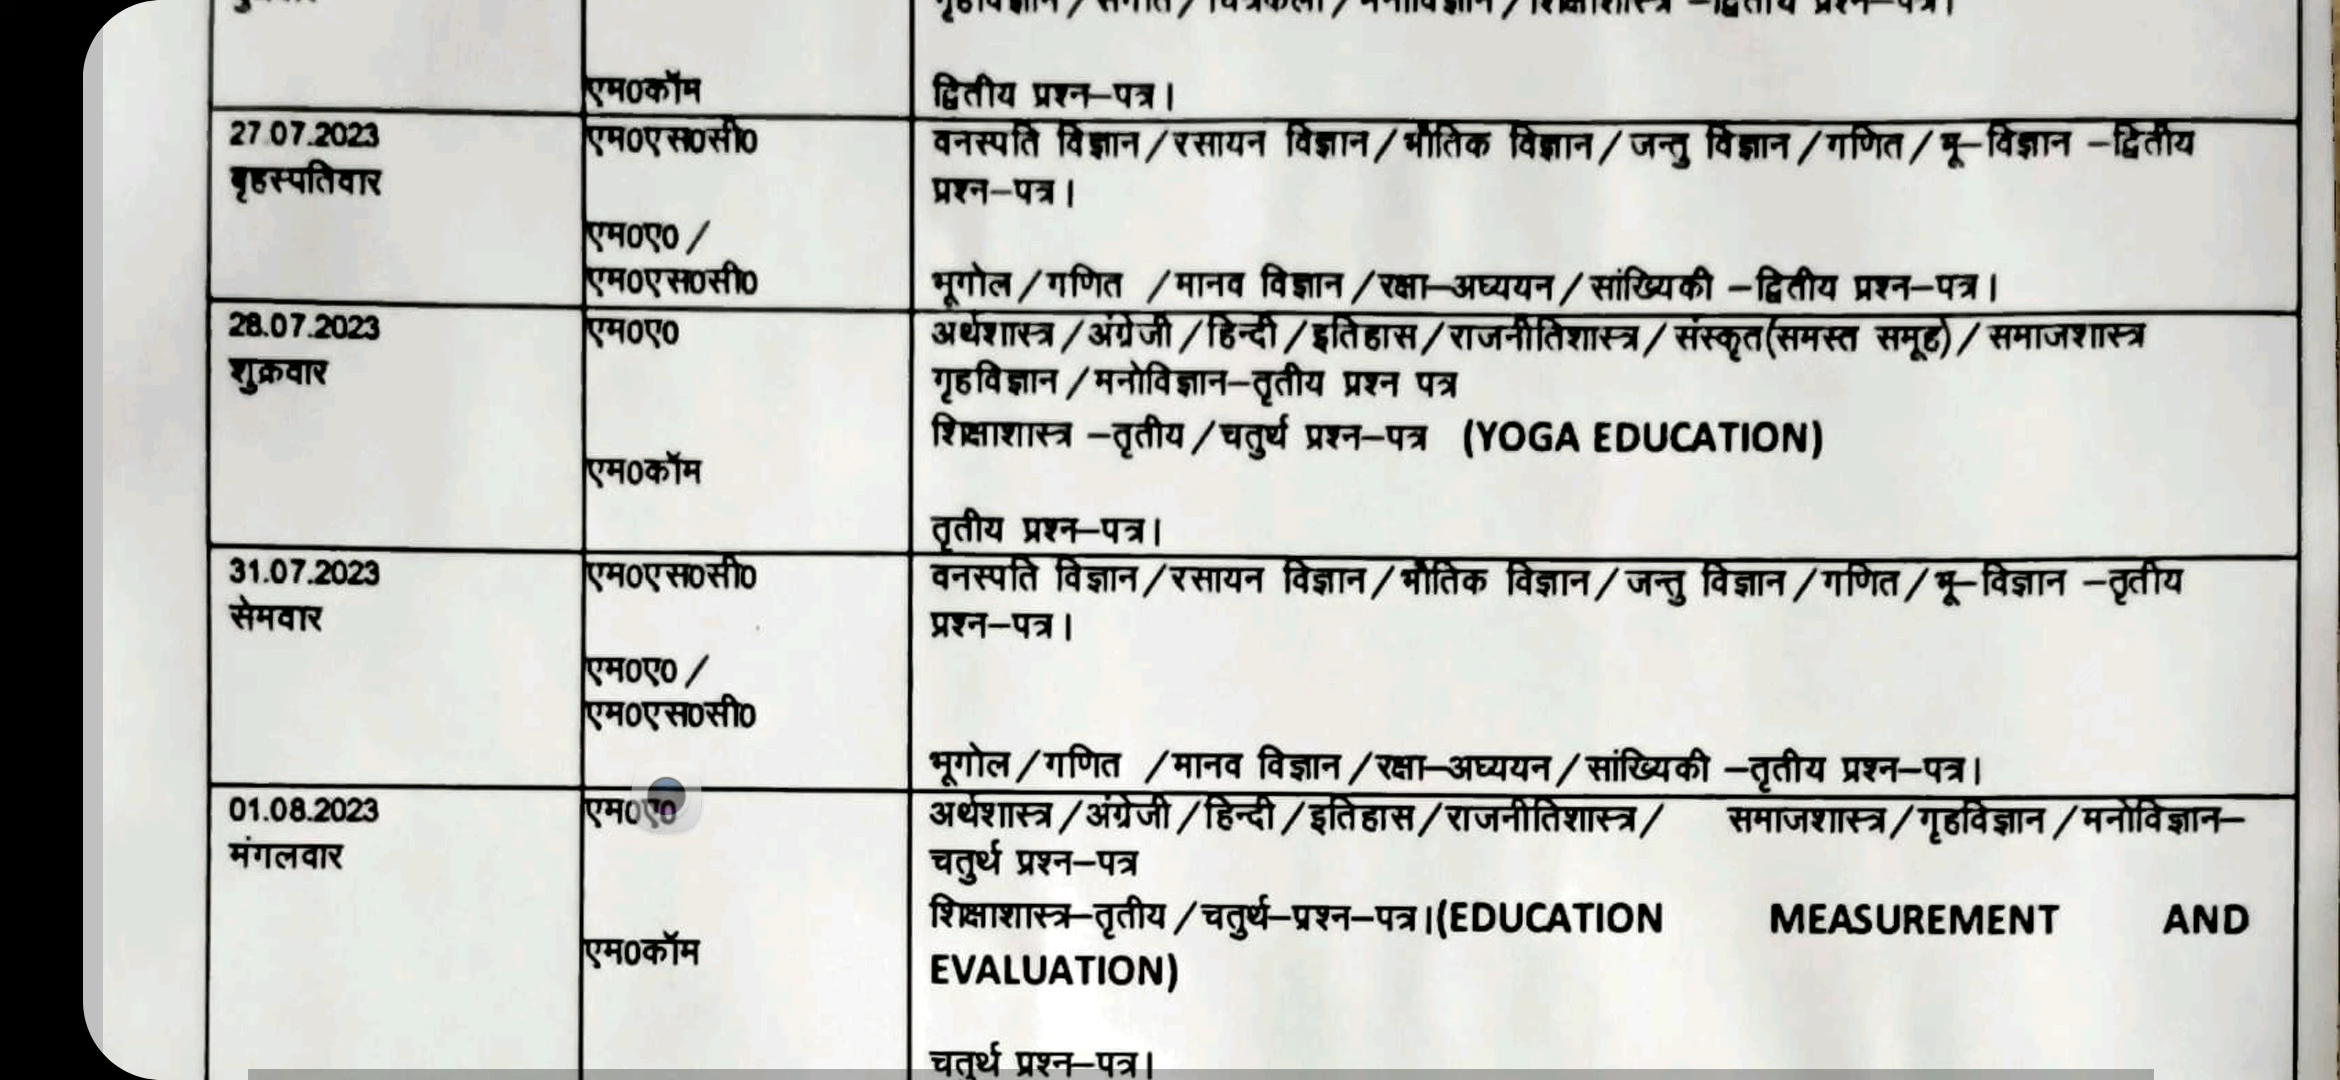 द्वितीय प्रश्न–पत्र।
एम0कॉम
27.07.2023
बृहस्पतिवार
एम0एस0सी0
वनस्पति विज्ञान/रसायन विज्ञान/भौतिक विज्ञान/जन्तु विज्ञान/गणित/भू–विज्ञान –द्वितीय
प्रश्न–पत्र।
एम0ए0/
एम0एस0सी0
भूगोल/गणित /मानव विज्ञान/रक्षा–अध्ययन/सांख्यिकी –द्वितीय प्रश्न–पत्र।
28.07.2023
शुक्रवार
एम0ए0
अर्थशास्त्र/अंग्रेजी/हिन्दी/इतिहास/राजनीतिशास्त्र/संस्कृत(समस्त समूह)/समाजशास्त्र
गृहविज्ञान/मनोविज्ञान–तृतीय प्रश्न पत्र
शिक्षाशास्त्र –तृतीय/चतुर्थ प्रश्न–पत्र (YOGA EDUCATION)
एम0कॉम
तृतीय प्रश्न–पत्र।
31.07.2023
सेमवार
एम0एस0सी0
वनस्पति विज्ञान/रसायन विज्ञान/भौतिक विज्ञान/जन्तु विज्ञान/गणित/भू–विज्ञान –तृतीय
प्रश्न–पत्र।
एम0ए0/
एम0एस0सी0
भूगोल/गणित /मानव विज्ञान/रक्षा–अध्ययन/सांख्यिकी –तृतीय प्रश्न–पत्र।
01.08.2023
मंगलवार
एम0ए0
अर्थशास्त्र/अंग्रेजी/हिन्दी/इतिहास/राजनीतिशास्त्र/ समाजशास्त्र/गृहविज्ञान/मनोविज्ञान–
चतुर्थ प्रश्न–पत्र
शिक्षाशास्त्र–तृतीय/चतुर्थ–प्रश्न–पत्र।(EDUCATION MEASUREMENT AND
EVALUATION)
एम0कॉम
चतुर्थ प्रश्न–पत्र।